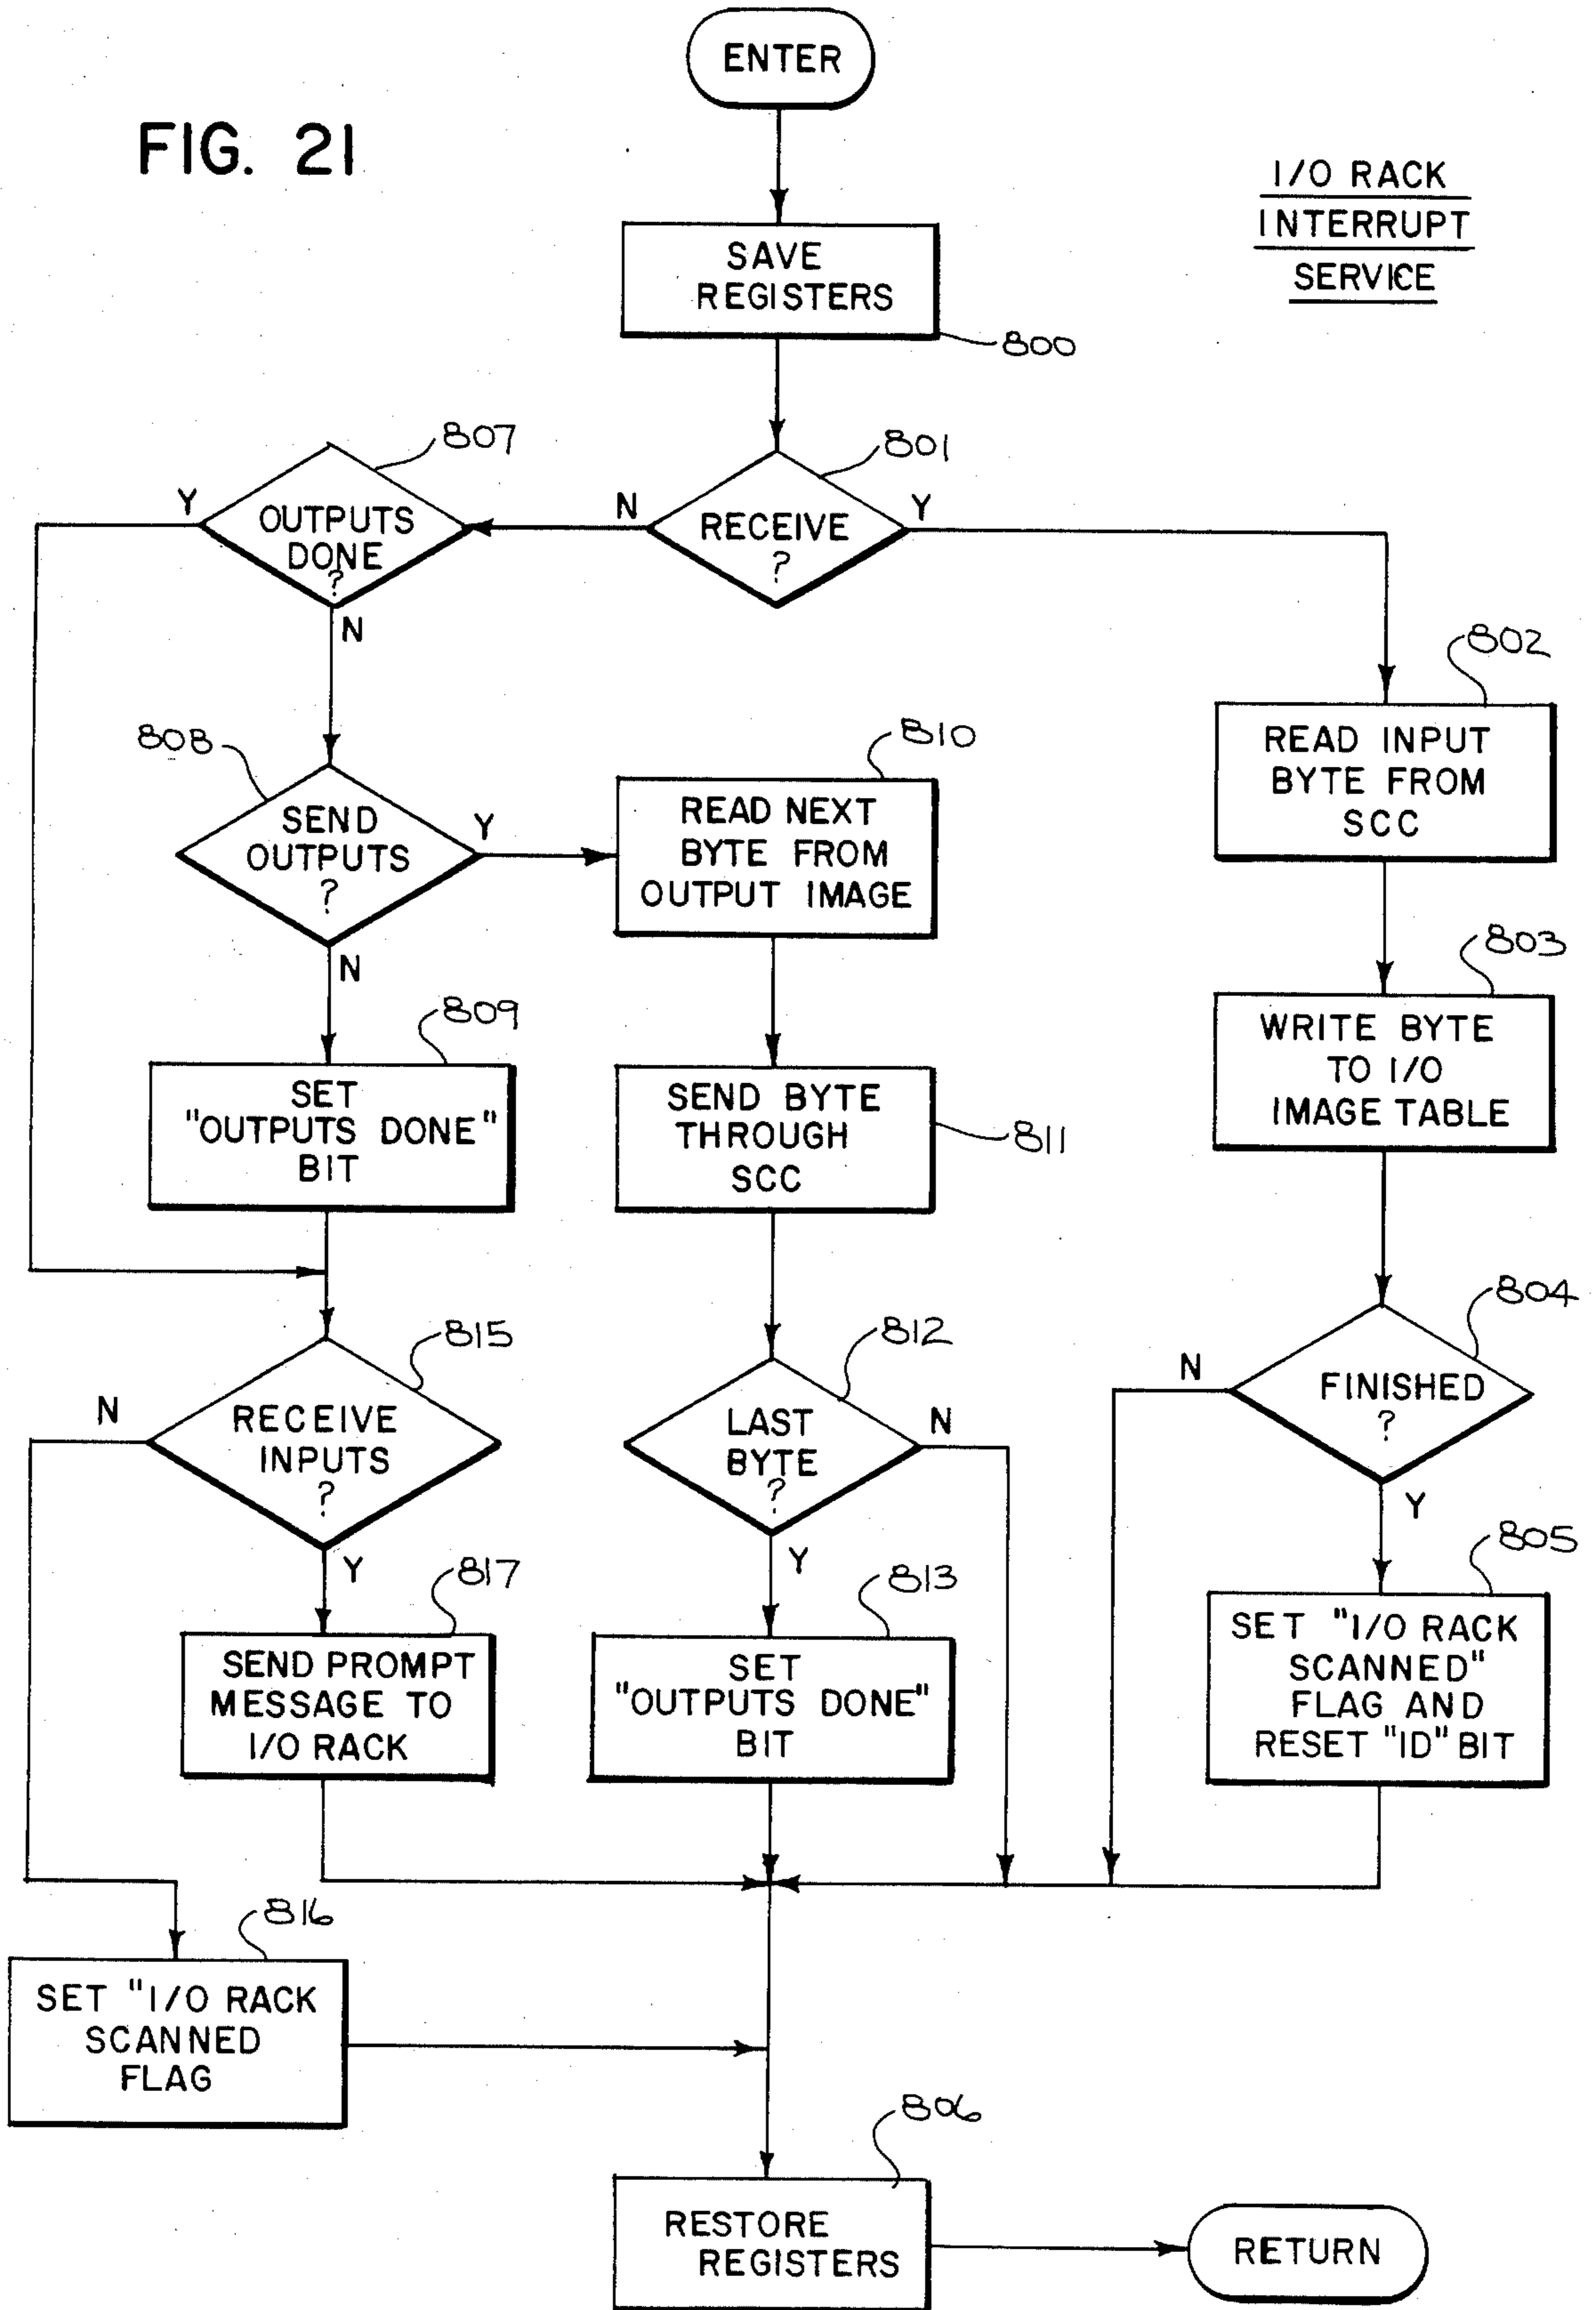 ENTER
FIG. 21
I/O RACK
INTERRUPT
SERVICE
SAVE
REGISTERS
800
807
801
Y
OUTPUTS
DONE
?
N
RECEIVE
?
Y
N
802
READ INPUT
BYTE FROM
SCC
808
SEND
OUTPUTS
?
Y
N
810
READ NEXT
BYTE FROM
OUTPUT IMAGE
803
WRITE BYTE
TO I/O
IMAGE TABLE
809
SET
"OUTPUTS DONE"
BIT
SEND BYTE
THROUGH
SCC
811
804
N
FINISHED
?
Y
815
N
RECEIVE
INPUTS
?
Y
812
LAST
BYTE
?
N
Y
805
SET "I/O RACK
SCANNED"
FLAG AND
RESET "ID" BIT
817
SEND PROMPT
MESSAGE TO
I/O RACK
813
SET
"OUTPUTS DONE"
BIT
816
SET "I/O RACK
SCANNED
FLAG
806
RESTORE
REGISTERS
RETURN